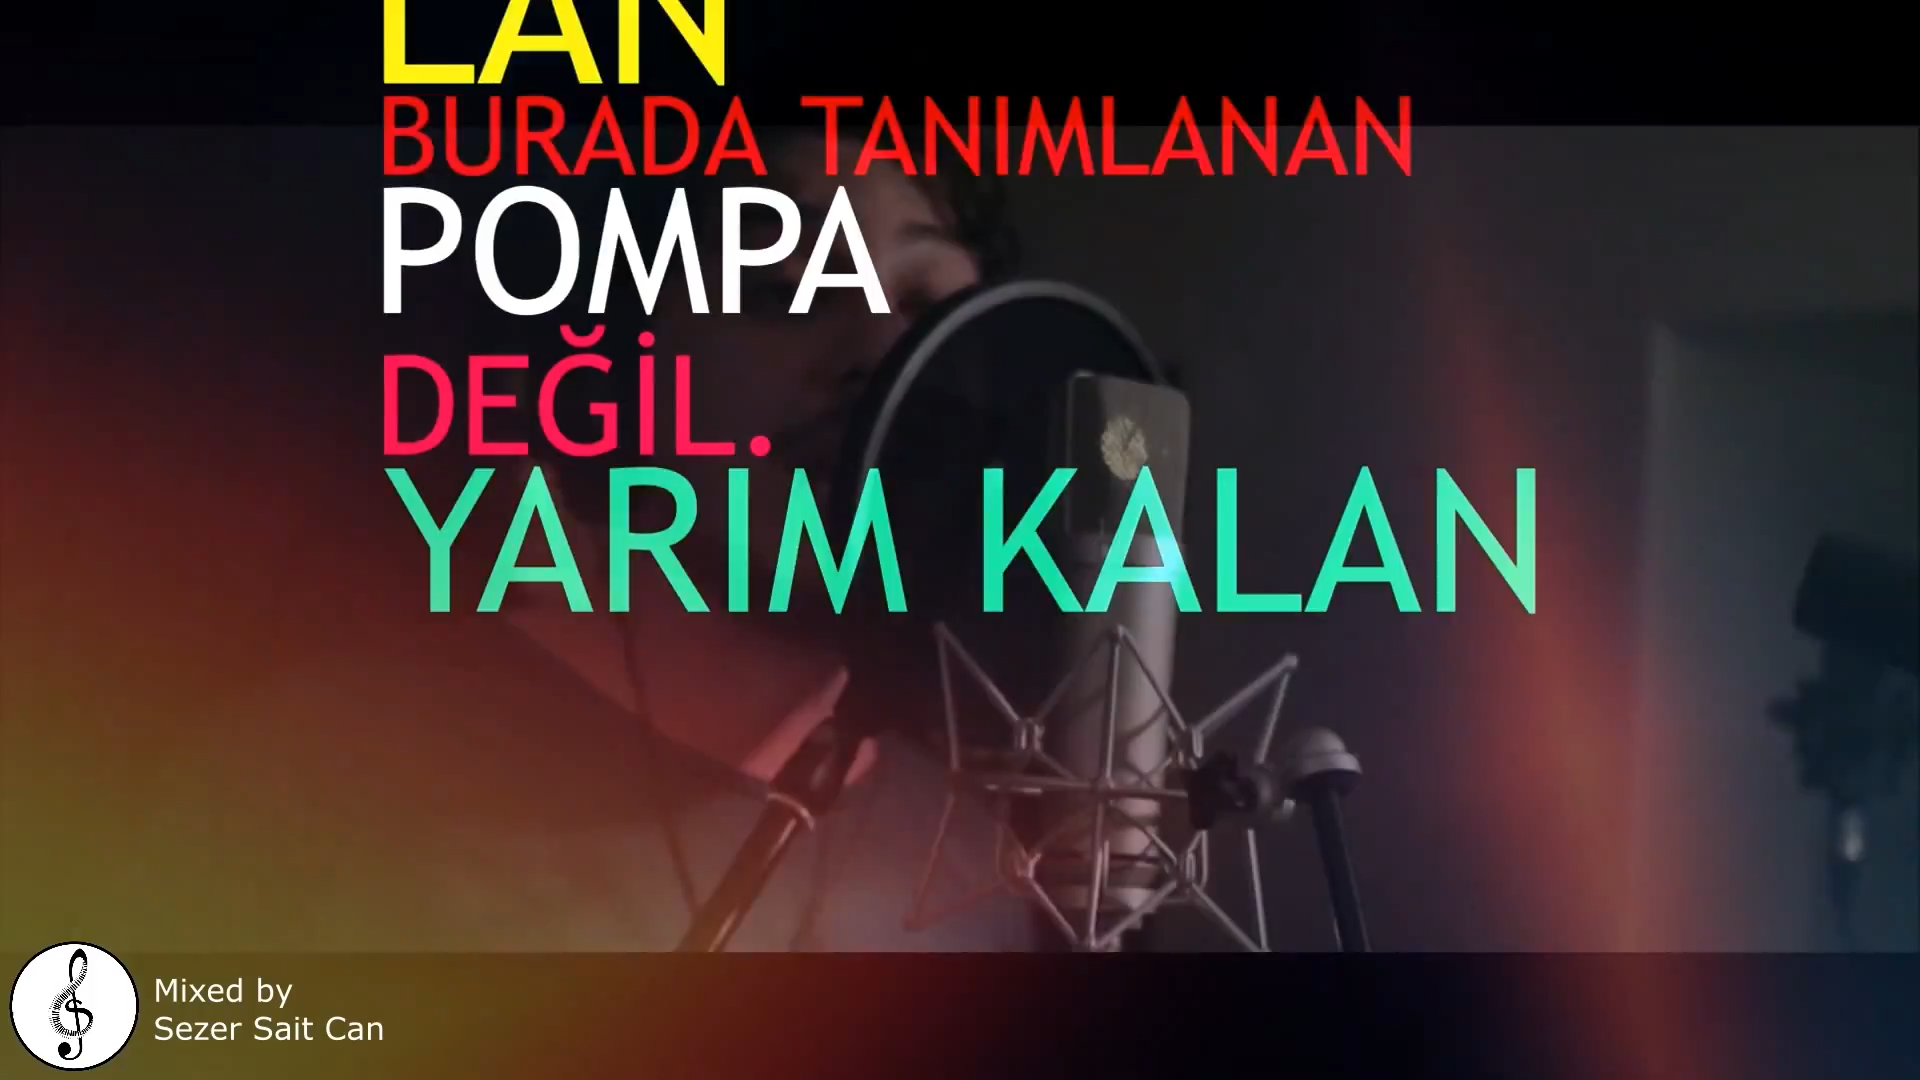 LAN
BURADA TANIMLANAN
POMPA
DEĞİL.
YARIM KALAN
Mixed by
Sezer Sait Can